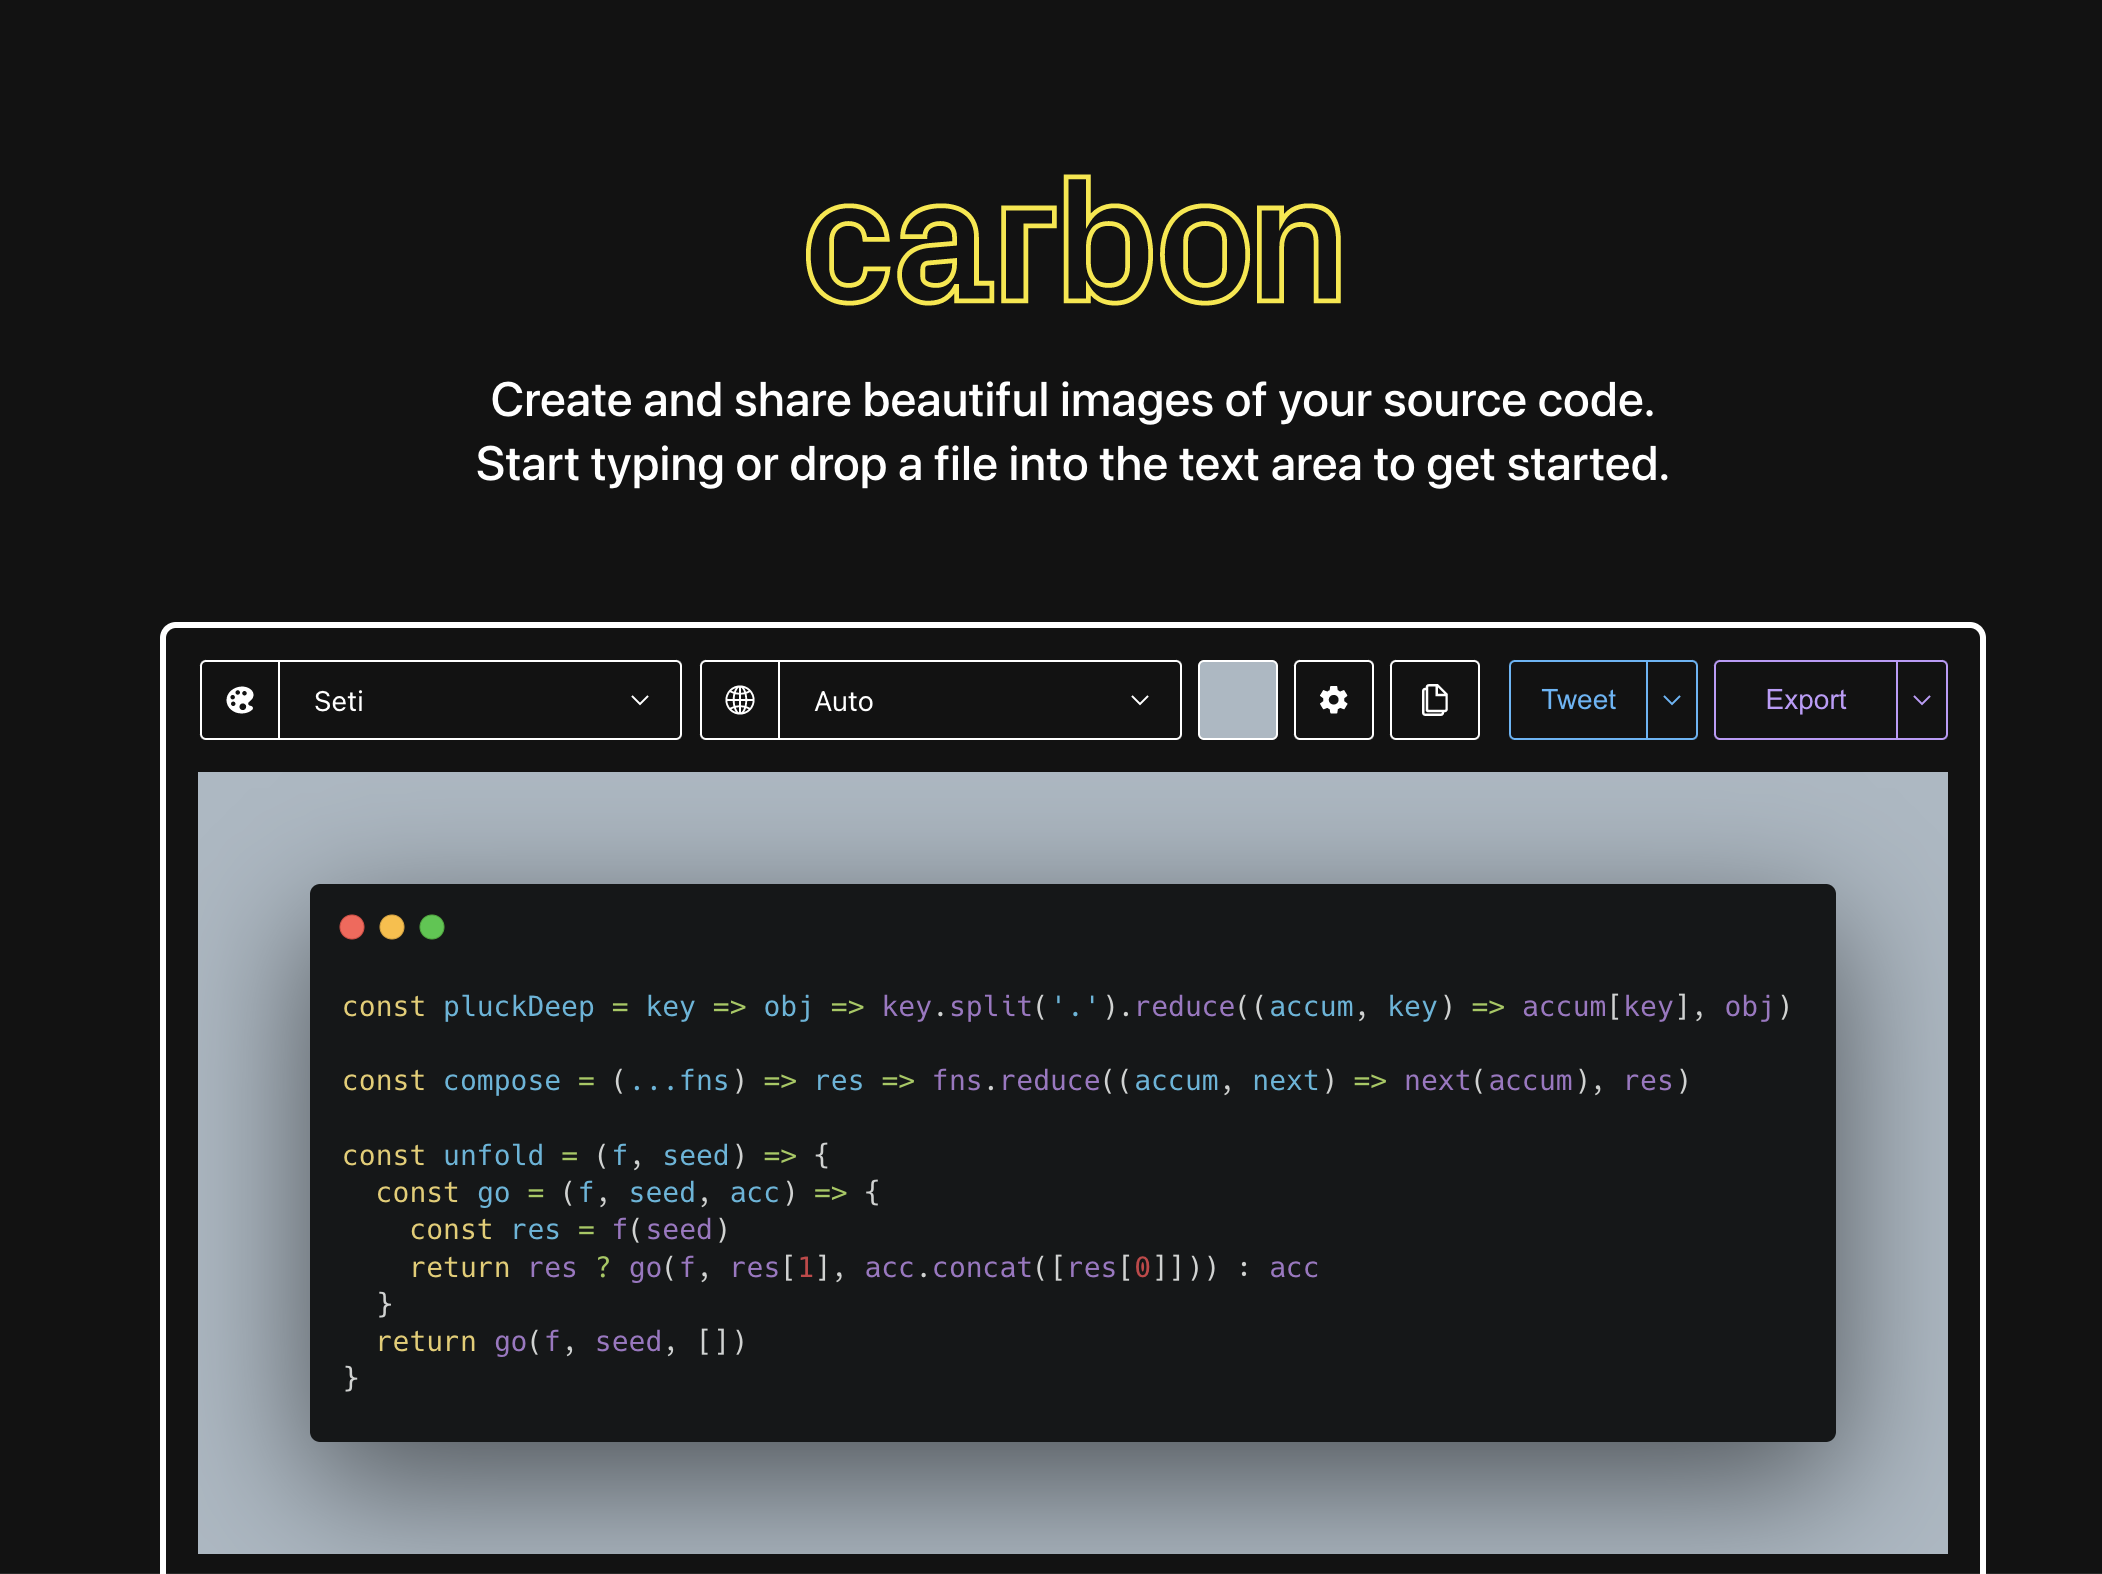 carbon
Create and share beautiful images of your source code.
Start typing or drop a file into the text area to get started.
Seti Auto Tweet Export
const pluckDeep = key => obj => key.split('.').reduce((accum, key) => accum[key], obj)
const compose = (...fns) => res => fns.reduce((accum, next) => next(accum), res)
const unfold = (f, seed) => {
  const go = (f, seed, acc) => {
    const res = f(seed)
    return res ? go(f, res[1], acc.concat([res[0]])) : acc
  }
  return go(f, seed, [])
}